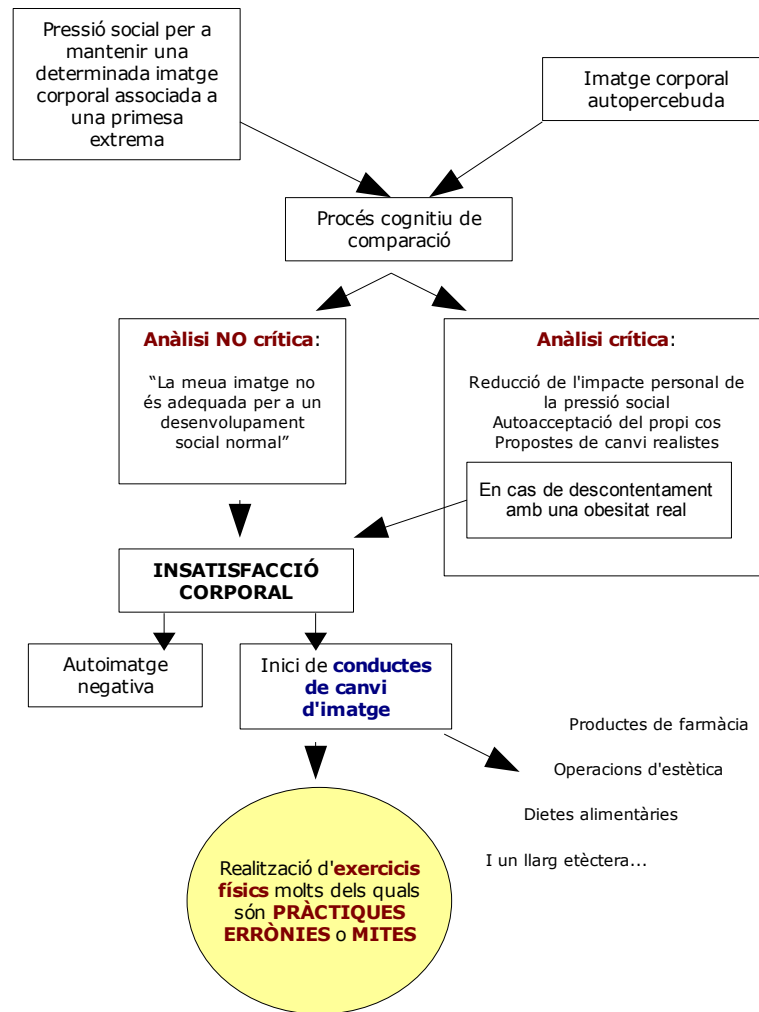 Pressió social per a
mantenir una
determinada imatge
corporal associada a
una primesa
extrema
Imatge corporal
autopercebuda
Procés cognitiu de
comparació
Anàlisi NO crítica:
“La meua imatge no
és adequada per a un
desenvolupament
social normal”
Anàlisi crítica:
Reducció de l'impacte personal de
la pressió social
Autoacceptació del propi cos
Propostes de canvi realistes
En cas de descontentament
amb una obesitat real
INSATISFACCIÓ
CORPORAL
Autoimatge
negativa
Inici de conductes
de canvi
d'imatge
Productes de farmàcia
Operacions d'estètica
Dietes alimentàries
I un llarg etèctera...
Realització d'exercicis
físics molts dels quals
són PRÀCTIQUES
ERRÒNIES o MITES